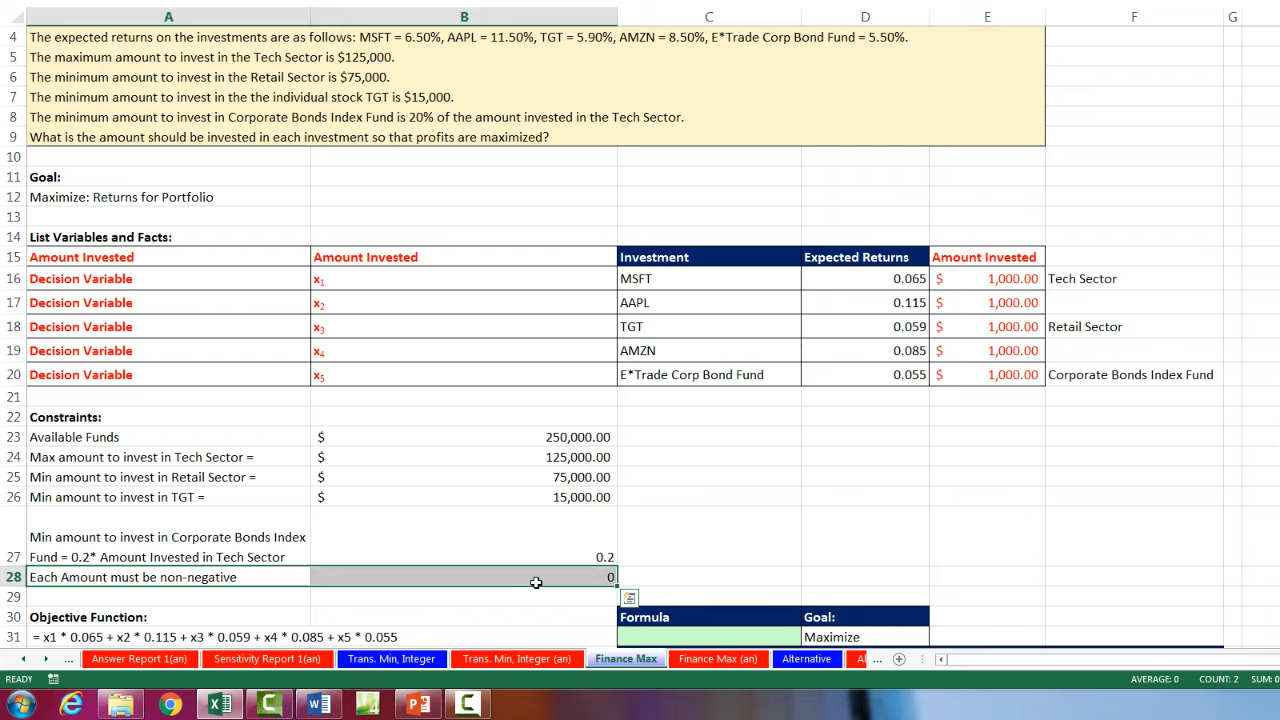 A B C D E F G
4 The expected returns on the investments are as follows: MSFT = 6.50%, AAPL = 11.50%, TGT = 5.90%, AMZN = 8.50%, E*Trade Corp Bond Fund = 5.50%.
5 The maximum amount to invest in the Tech Sector is $125,000.
6 The minimum amount to invest in the Retail Sector is $75,000.
7 The minimum amount to invest in the the individual stock TGT is $15,000.
8 The minimum amount to invest in Corporate Bonds Index Fund is 20% of the amount invested in the Tech Sector.
9 What is the amount should be invested in each investment so that profits are maximized?
10
11 Goal:
12 Maximize: Returns for Portfolio
13
14 List Variables and Facts:
15 Amount Invested Amount Invested Investment Expected Returns Amount Invested
16 Decision Variable x₁ MSFT 0.065 $ 1,000.00 Tech Sector
17 Decision Variable x₂ AAPL 0.115 $ 1,000.00
18 Decision Variable x₃ TGT 0.059 $ 1,000.00 Retail Sector
19 Decision Variable x₄ AMZN 0.085 $ 1,000.00
20 Decision Variable x₅ E*Trade Corp Bond Fund 0.055 $ 1,000.00 Corporate Bonds Index Fund
21
22 Constraints:
23 Available Funds $ 250,000.00
24 Max amount to invest in Tech Sector = $ 125,000.00
25 Min amount to invest in Retail Sector = $ 75,000.00
26 Min amount to invest in TGT = $ 15,000.00
Min amount to invest in Corporate Bonds Index
27 Fund = 0.2* Amount Invested in Tech Sector 0.2
28 Each Amount must be non-negative 0
29
30 Objective Function: Formula Goal:
31 = x1 * 0.065 + x2 * 0.115 + x3 * 0.059 + x4 * 0.085 + x5 * 0.055 Maximize
... Answer Report 1(an) Sensitivity Report 1(an) Trans. Min, Integer Trans. Min, Integer (an) Finance Max Finance Max (an) Alternative Al ...
READY AVERAGE: 0 COUNT: 2 SUM: 0